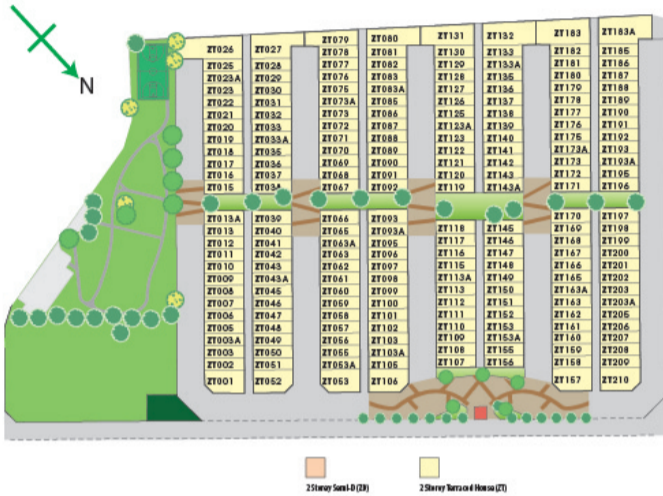 N
ZT026
ZT025
ZT023A
ZT023
ZT022
ZT021
ZT020
ZT019
ZT018
ZT017
ZT016
ZT015
ZT013A
ZT013
ZT012
ZT011
ZT010
ZT009
ZT008
ZT007
ZT006
ZT005
ZT003A
ZT003
ZT002
ZT001
ZT027
ZT028
ZT029
ZT030
ZT031
ZT032
ZT033
ZT033A
ZT035
ZT036
ZT037
ZT038
ZT039
ZT040
ZT041
ZT042
ZT043
ZT043A
ZT045
ZT046
ZT047
ZT048
ZT049
ZT050
ZT051
ZT052
ZT079
ZT078
ZT077
ZT076
ZT075
ZT073A
ZT073
ZT072
ZT071
ZT070
ZT069
ZT068
ZT067
ZT066
ZT065
ZT063A
ZT063
ZT062
ZT061
ZT060
ZT059
ZT058
ZT057
ZT056
ZT055
ZT053A
ZT053
ZT080
ZT081
ZT082
ZT083
ZT083A
ZT085
ZT086
ZT087
ZT088
ZT089
ZT090
ZT091
ZT092
ZT093
ZT093A
ZT095
ZT096
ZT097
ZT098
ZT099
ZT100
ZT101
ZT102
ZT103
ZT103A
ZT105
ZT106
ZT131
ZT130
ZT129
ZT128
ZT127
ZT126
ZT125
ZT123A
ZT123
ZT122
ZT121
ZT120
ZT119
ZT118
ZT117
ZT116
ZT115
ZT113A
ZT113
ZT112
ZT111
ZT110
ZT109
ZT108
ZT107
ZT132
ZT133
ZT133A
ZT135
ZT136
ZT137
ZT138
ZT139
ZT140
ZT141
ZT142
ZT143
ZT143A
ZT145
ZT146
ZT147
ZT148
ZT149
ZT150
ZT151
ZT152
ZT153
ZT153A
ZT155
ZT156
ZT183
ZT182
ZT181
ZT180
ZT179
ZT178
ZT177
ZT176
ZT175
ZT173A
ZT173
ZT172
ZT171
ZT170
ZT169
ZT168
ZT167
ZT166
ZT165
ZT163A
ZT163
ZT162
ZT161
ZT160
ZT159
ZT158
ZT157
ZT183A
ZT185
ZT186
ZT187
ZT188
ZT189
ZT190
ZT191
ZT192
ZT193
ZT193A
ZT195
ZT196
ZT197
ZT198
ZT199
ZT200
ZT201
ZT202
ZT203
ZT203A
ZT205
ZT206
ZT207
ZT208
ZT209
ZT210
2 Storey Semi-D (ZD)
2 Storey Terraced House (ZT)